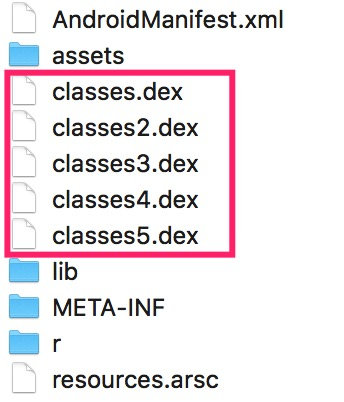 AndroidManifest.xml
assets
classes.dex
classes2.dex
classes3.dex
classes4.dex
classes5.dex
lib
META-INF
r
resources.arsc